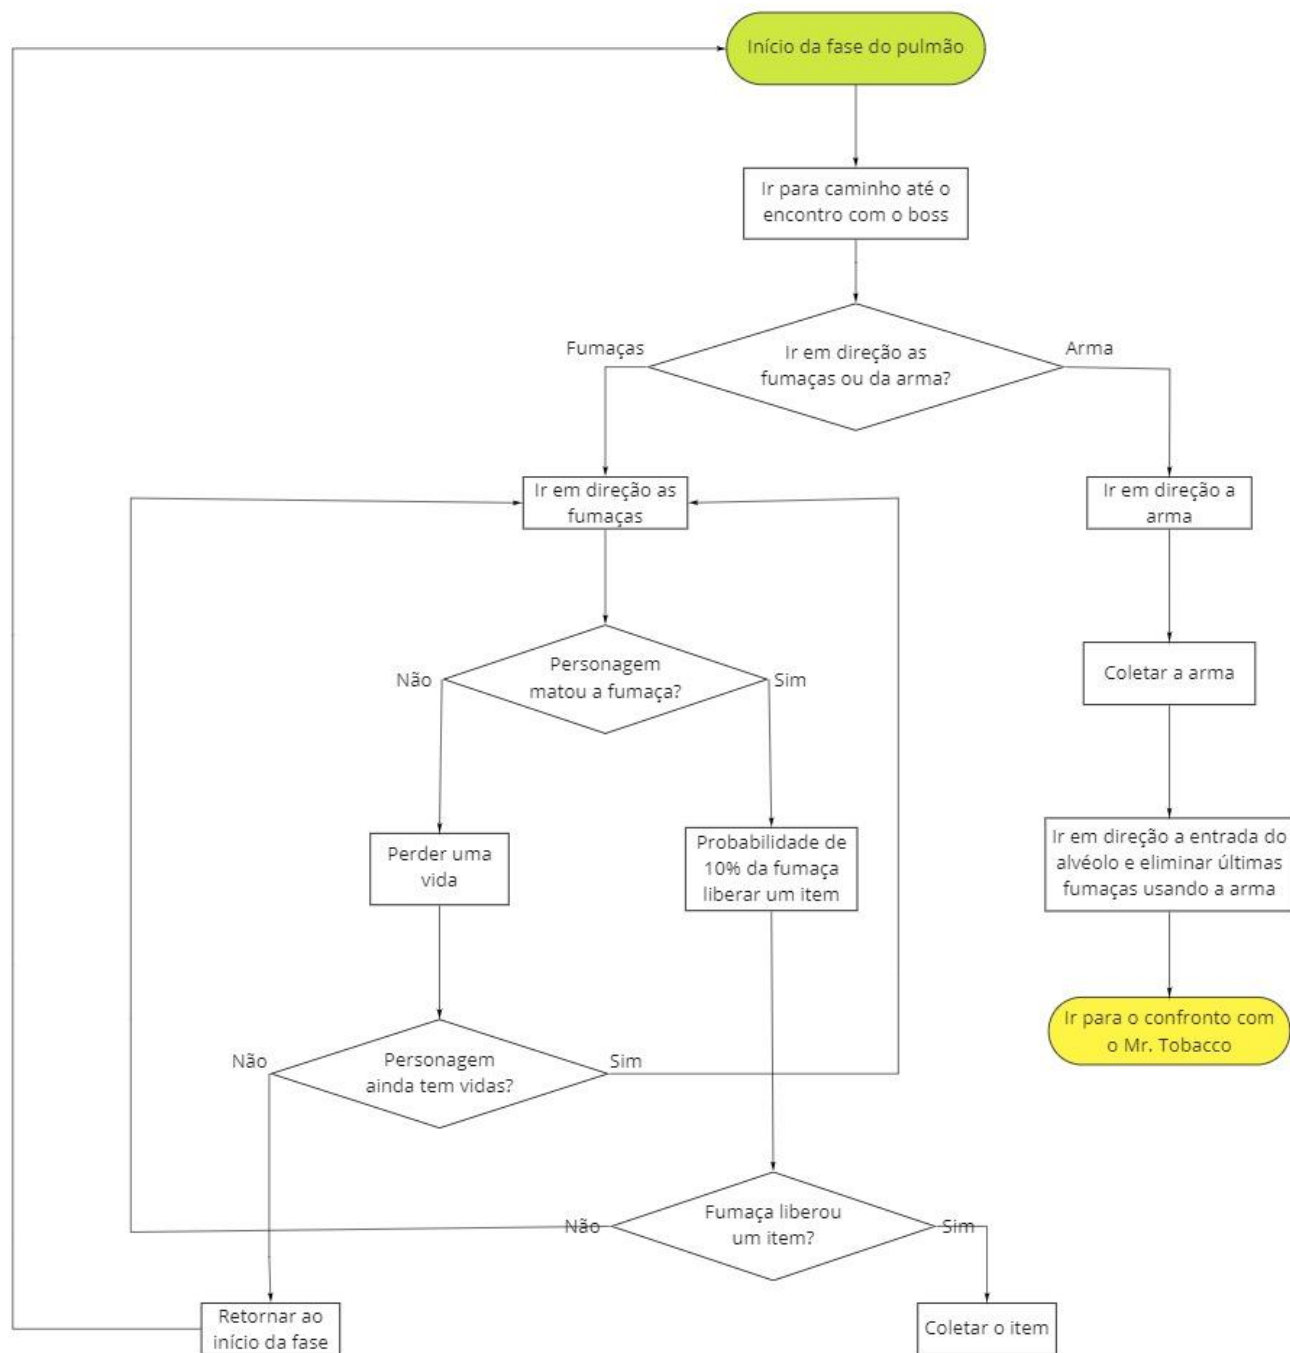 Início da fase do pulmão
Ir para caminho até o
encontro com o boss
Fumaças
Ir em direção as
fumaças ou da arma?
Arma
Ir em direção as
fumaças
Ir em direção a
arma
Não
Personagem
matou a fumaça?
Sim
Coletar a arma
Perder uma
vida
Probabilidade de
10% da fumaça
liberar um item
Ir em direção a entrada do
alvéolo e eliminar últimas
fumaças usando a arma
Ir para o confronto com
o Mr. Tobacco
Não
Personagem
ainda tem vidas?
Sim
Não
Fumaça liberou
um item?
Sim
Retornar ao
início da fase
Coletar o item